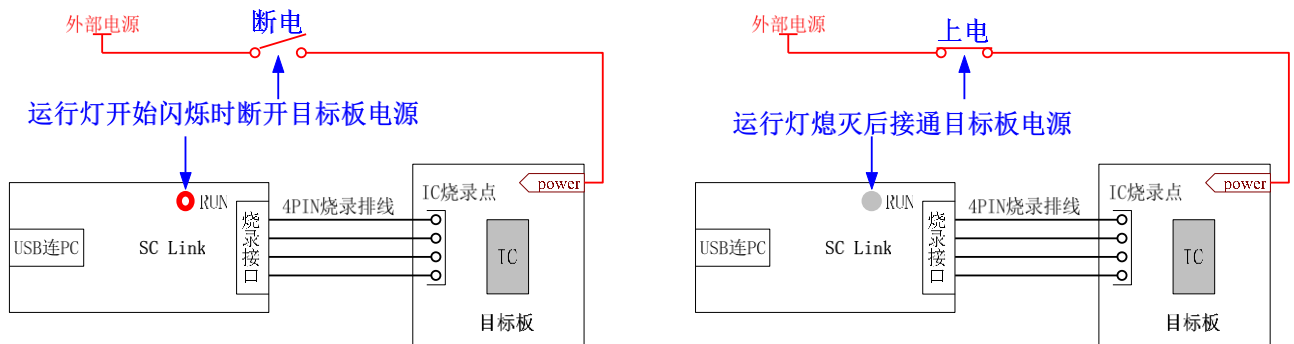 外部电源
断电
运行灯开始闪烁时断开目标板电源
RUN
USB连PC
SC Link
烧录接口
4PIN烧录排线
IC烧录点
power
TC
目标板
外部电源
上电
运行灯熄灭后接通目标板电源
RUN
USB连PC
SC Link
烧录接口
4PIN烧录排线
IC烧录点
power
TC
目标板